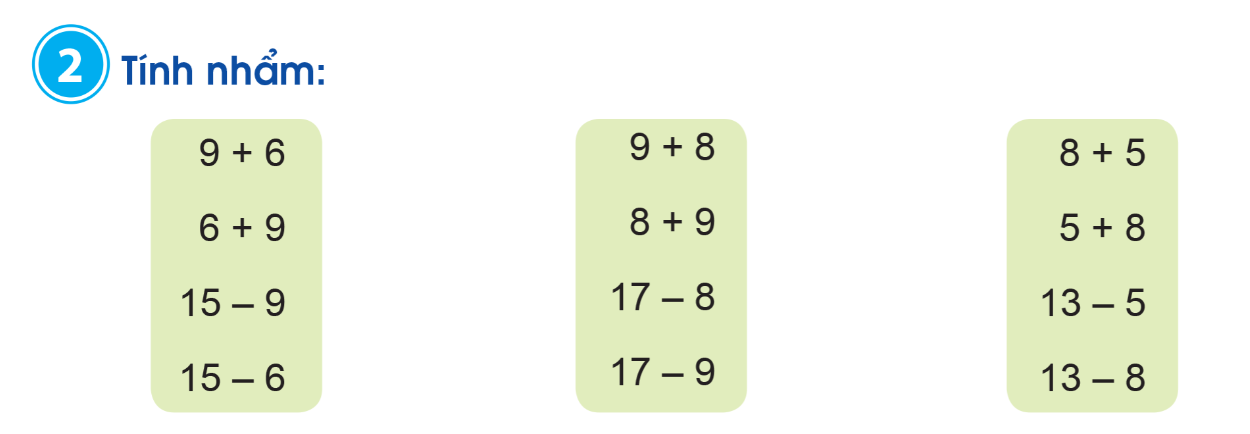 2 Tính nhẩm:
9 + 6
6 + 9
15 – 9
15 – 6
9 + 8
8 + 9
17 – 8
17 – 9
8 + 5
5 + 8
13 – 5
13 – 8